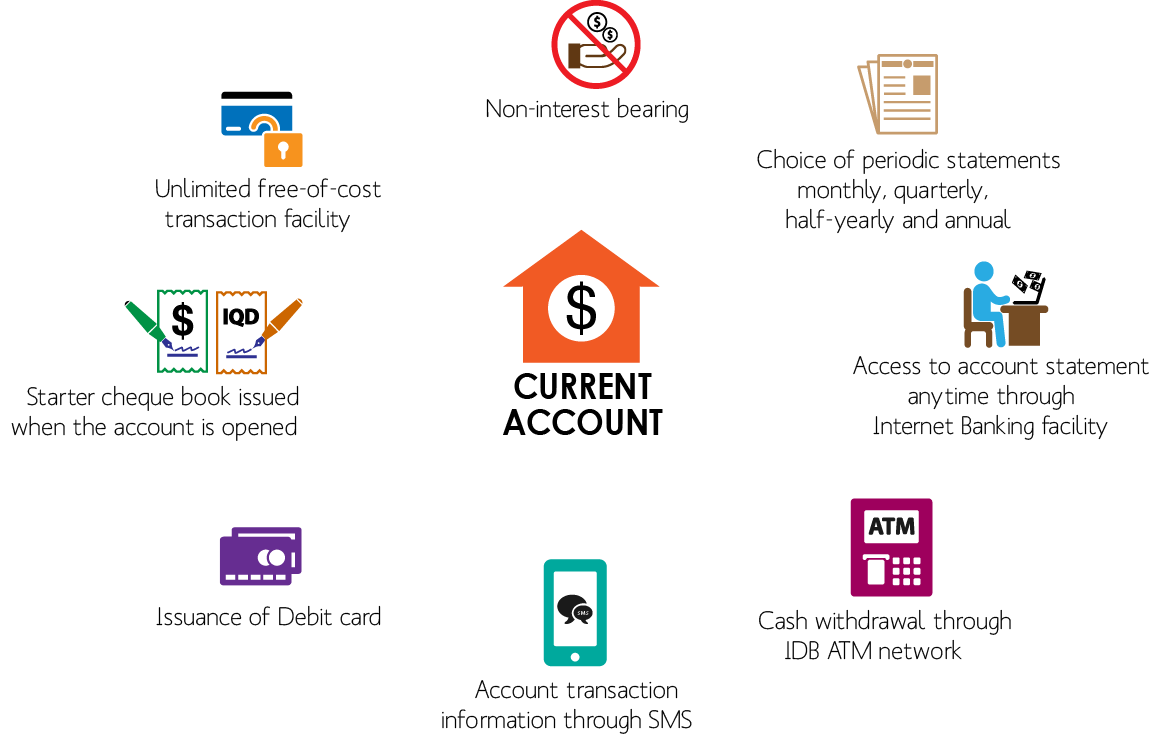 $
$
Non-interest bearing
Choice of periodic statements
monthly, quarterly,
half-yearly and annual
Unlimited free-of-cost
transaction facility
$
CURRENT
ACCOUNT
$
IQD
Starter cheque book issued
when the account is opened
Access to account statement
anytime through
Internet Banking facility
ATM
Cash withdrawal through
IDB ATM network
Issuance of Debit card
SMS
Account transaction
information through SMS